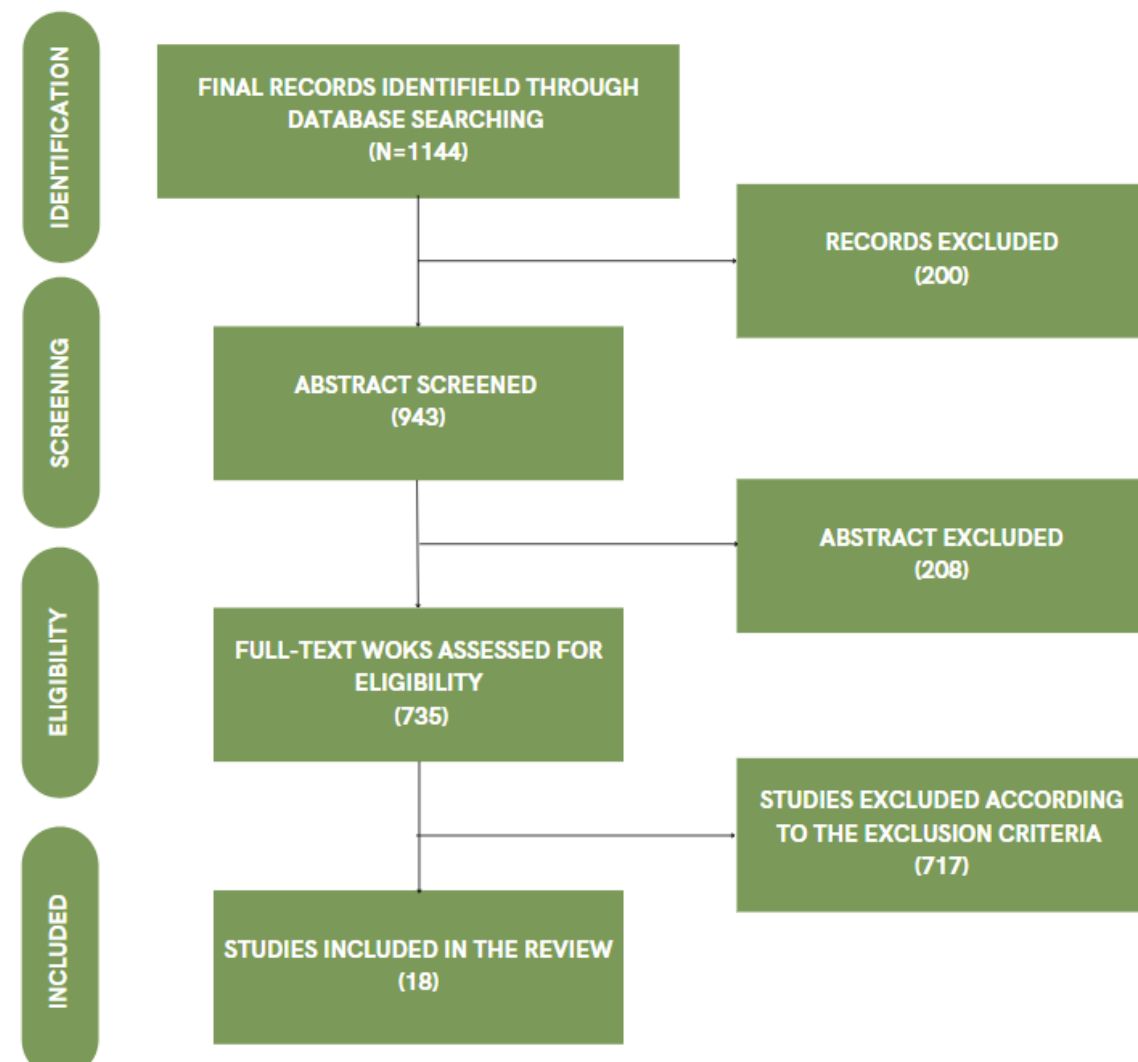 IDENTIFICATION
FINAL RECORDS IDENTIFIELD THROUGH
DATABASE SEARCHING
(N=1144)
RECORDS EXCLUDED
(200)
SCREENING
ABSTRACT SCREENED
(943)
ABSTRACT EXCLUDED
(208)
ELIGIBILITY
FULL-TEXT WOKS ASSESSED FOR
ELIGIBILITY
(735)
STUDIES EXCLUDED ACCORDING
TO THE EXCLUSION CRITERIA
(717)
INCLUDED
STUDIES INCLUDED IN THE REVIEW
(18)